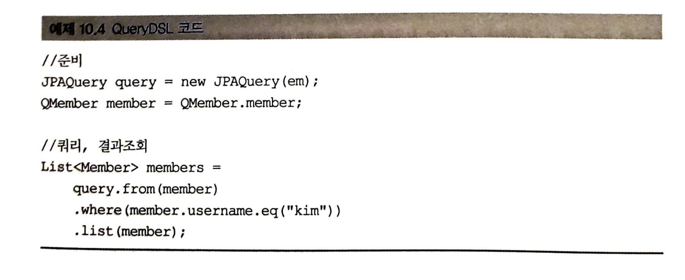 예제 10.4 QueryDSL 코드
//준비
JPAQuery query = new JPAQuery(em);
QMember member = QMember.member;
//쿼리, 결과조회
List<Member> members =
query.from(member)
.where(member.username.eq("kim"))
.list(member);